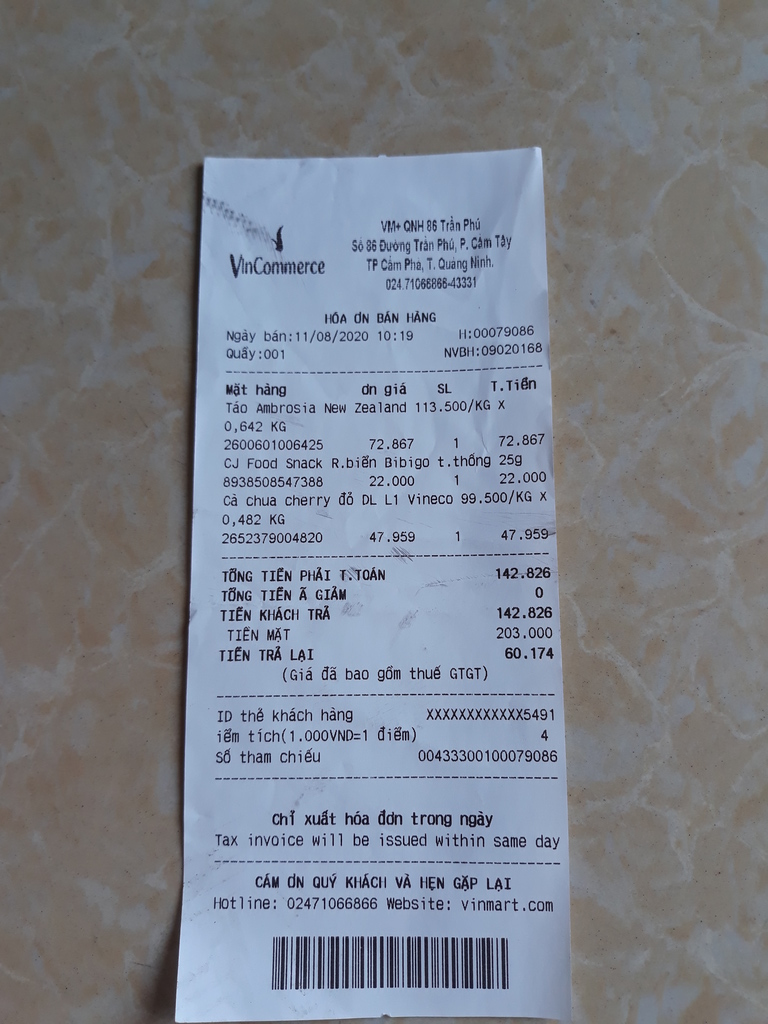 VinCommerce
VM+ QNH 86 Trần Phú
Số 86 Đường Trần Phú, P. Cẩm Tây
TP Cẩm Phả, T. Quảng Ninh.
024.71066866-43331
HÓA ĐN BÁN HÀNG
Ngày bán:11/08/2020 10:19 H:00079086
Quầy:001 NVBH:09020168
Mặt hàng ơn giá SL T.Tiền
Táo Ambrosia New Zealand 113.500/KG X
0,642 KG
2600601006425 72.867 1 72.867
CJ Food Snack R.biển Bibigo t.thống 25g
8938508547388 22.000 1 22.000
Cà chua cherry đỏ DL L1 Vineco 99.500/KG X
0,482 KG
2652379004820 47.959 1 47.959
TỔNG TIỀN PHẢI T.TOÁN 142.826
TỔNG TIỀN Ã GIẢM 0
TIỀN KHÁCH TRẢ 142.826
TIỀN MẶT 203.000
TIỀN TRẢ LẠI 60.174
(Giá đã bao gồm thuế GTGT)
ID thẻ khách hàng XXXXXXXXXXXX5491
iểm tích(1.000VND=1 điểm) 4
Số tham chiếu 00433300100079086
Chỉ xuất hóa đơn trong ngày
Tax invoice will be issued within same day
CÁM ƠN QUÝ KHÁCH VÀ HẸN GẶP LẠI
Hotline: 02471066866 Website: vinmart.com